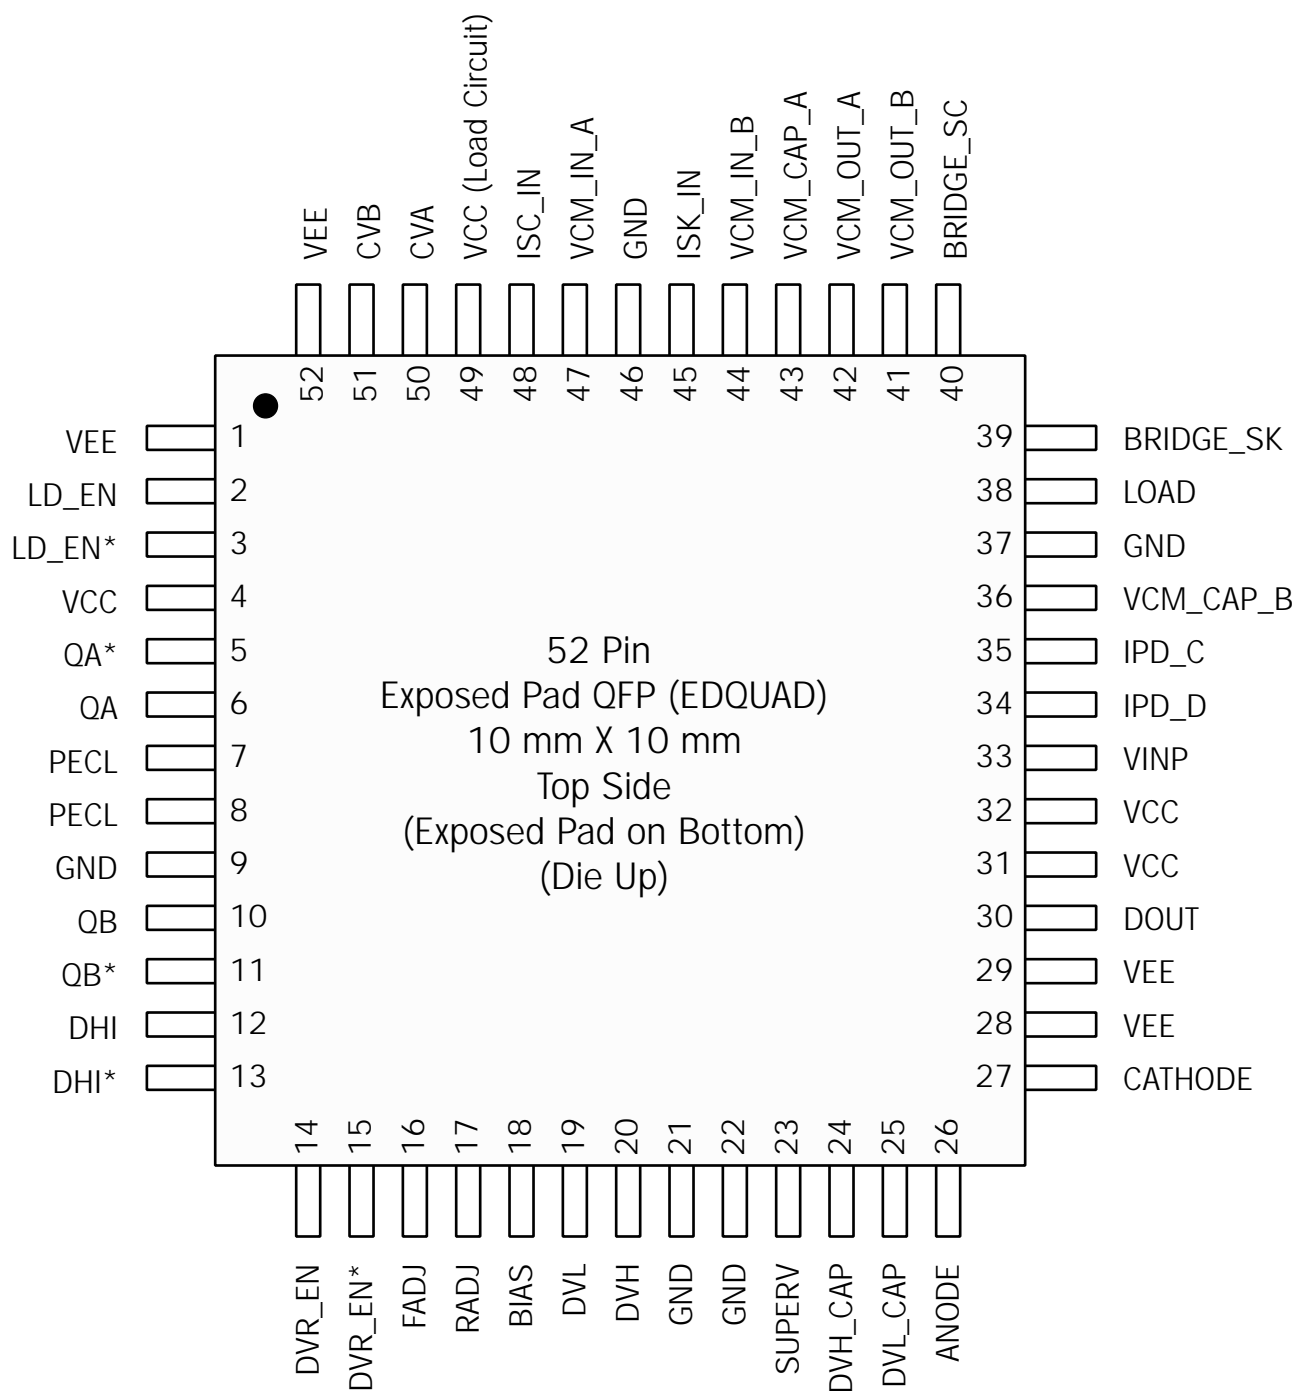 VEE
CVB
CVA
VCC (Load Circuit)
ISC_IN
VCM_IN_A
GND
ISK_IN
VCM_IN_B
VCM_CAP_A
VCM_OUT_A
VCM_OUT_B
BRIDGE_SC
52
51
50
49
48
47
46
45
44
43
42
41
40
VEE 1
LD_EN 2
LD_EN* 3
VCC 4
QA* 5
QA 6
PECL 7
PECL 8
GND 9
QB 10
QB* 11
DHI 12
DHI* 13
52 Pin
Exposed Pad QFP (EDQUAD)
10 mm X 10 mm
Top Side
(Exposed Pad on Bottom)
(Die Up)
39 BRIDGE_SK
38 LOAD
37 GND
36 VCM_CAP_B
35 IPD_C
34 IPD_D
33 VINP
32 VCC
31 VCC
30 DOUT
29 VEE
28 VEE
27 CATHODE
14
15
16
17
18
19
20
21
22
23
24
25
26
DVR_EN
DVR_EN*
FADJ
RADJ
BIAS
DVL
DVH
GND
GND
SUPERV
DVH_CAP
DVL_CAP
ANODE